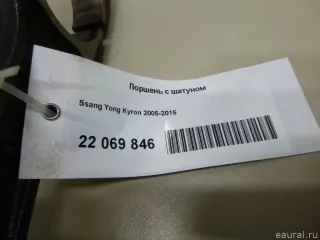 Поршень с шатуном
Ssang Yong Kyron 2005-2015
22 069 846
eaural.ru